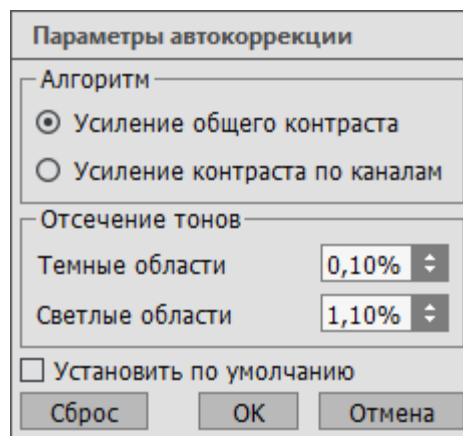 Параметры автокоррекции
Алгоритм
Усиление общего контраста
Усиление контраста по каналам
Отсечение тонов
Темные области 0,10%
Светлые области 1,10%
Установить по умолчанию
Сброс OK Отмена